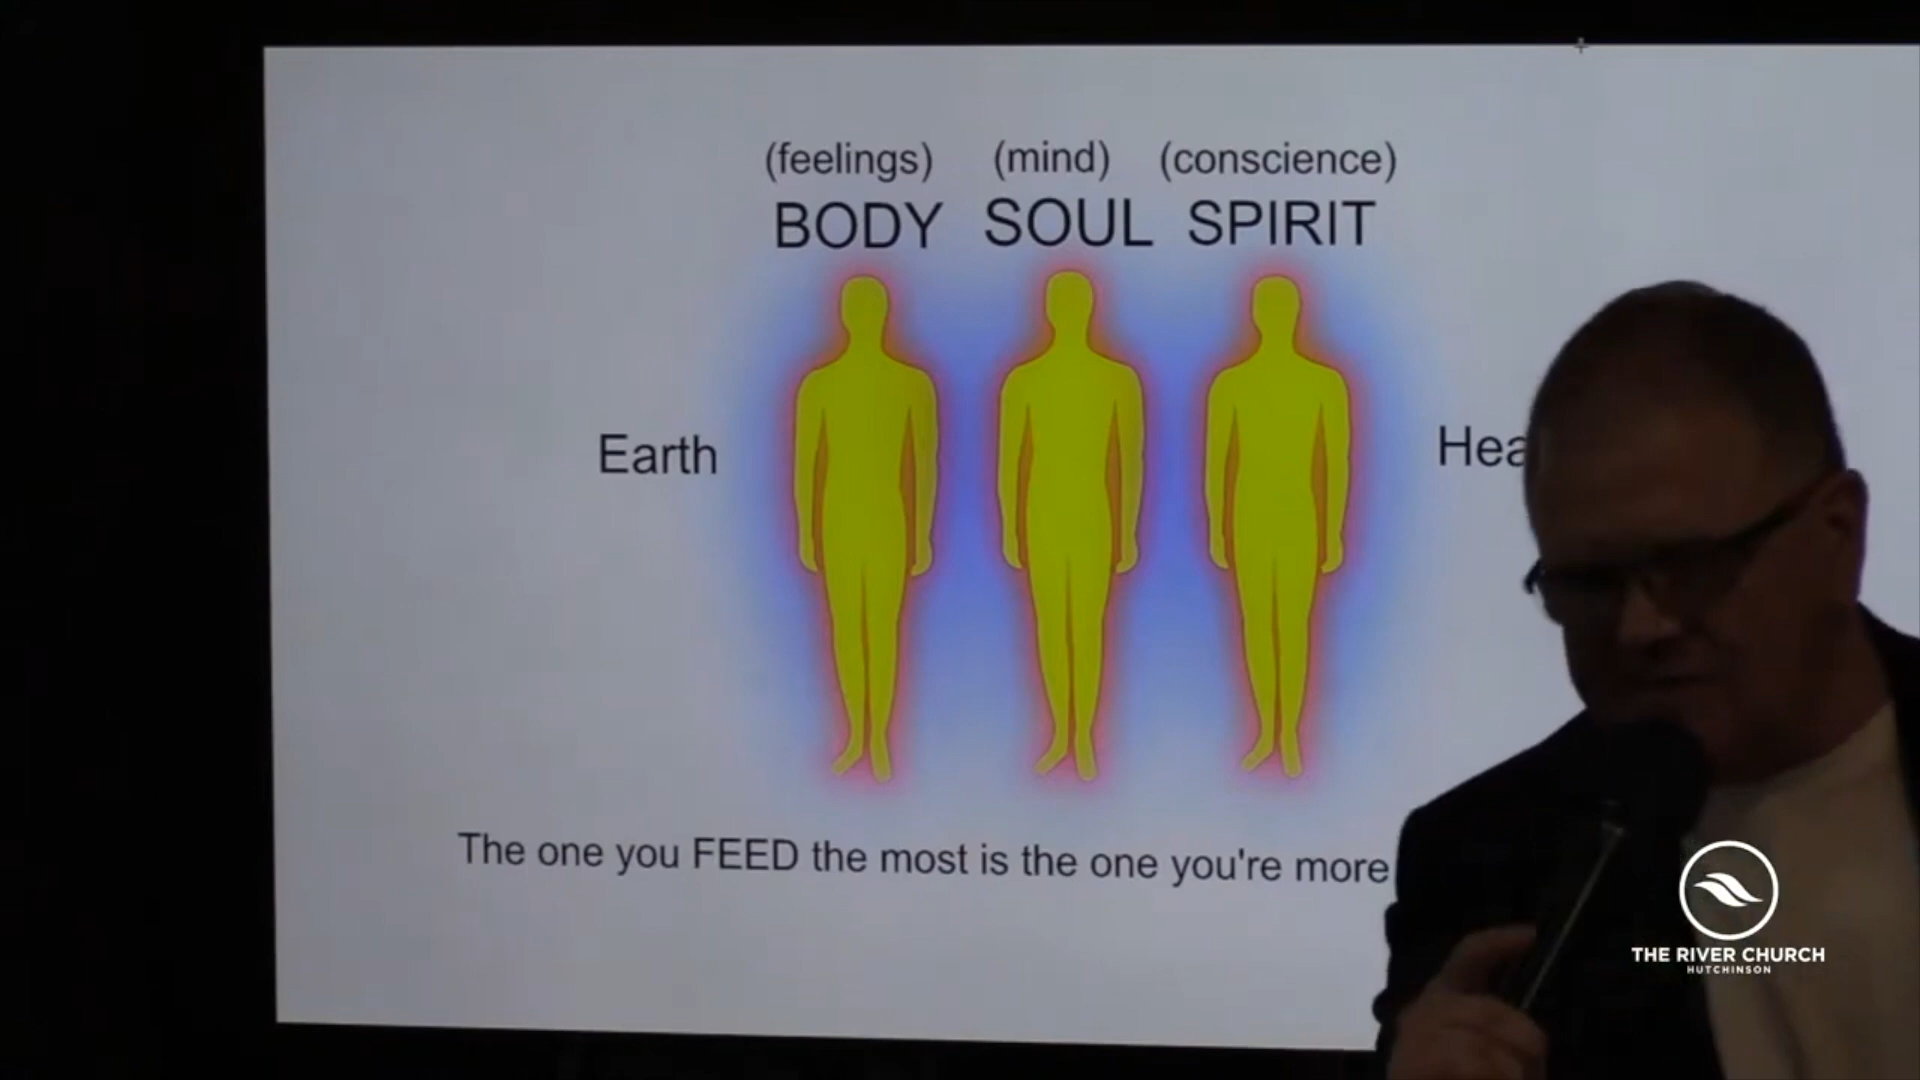 (feelings) (mind) (conscience)
BODY SOUL SPIRIT
Earth
The one you FEED the most is the one you're more
THE RIVER CHURCH
HUTCHINSON